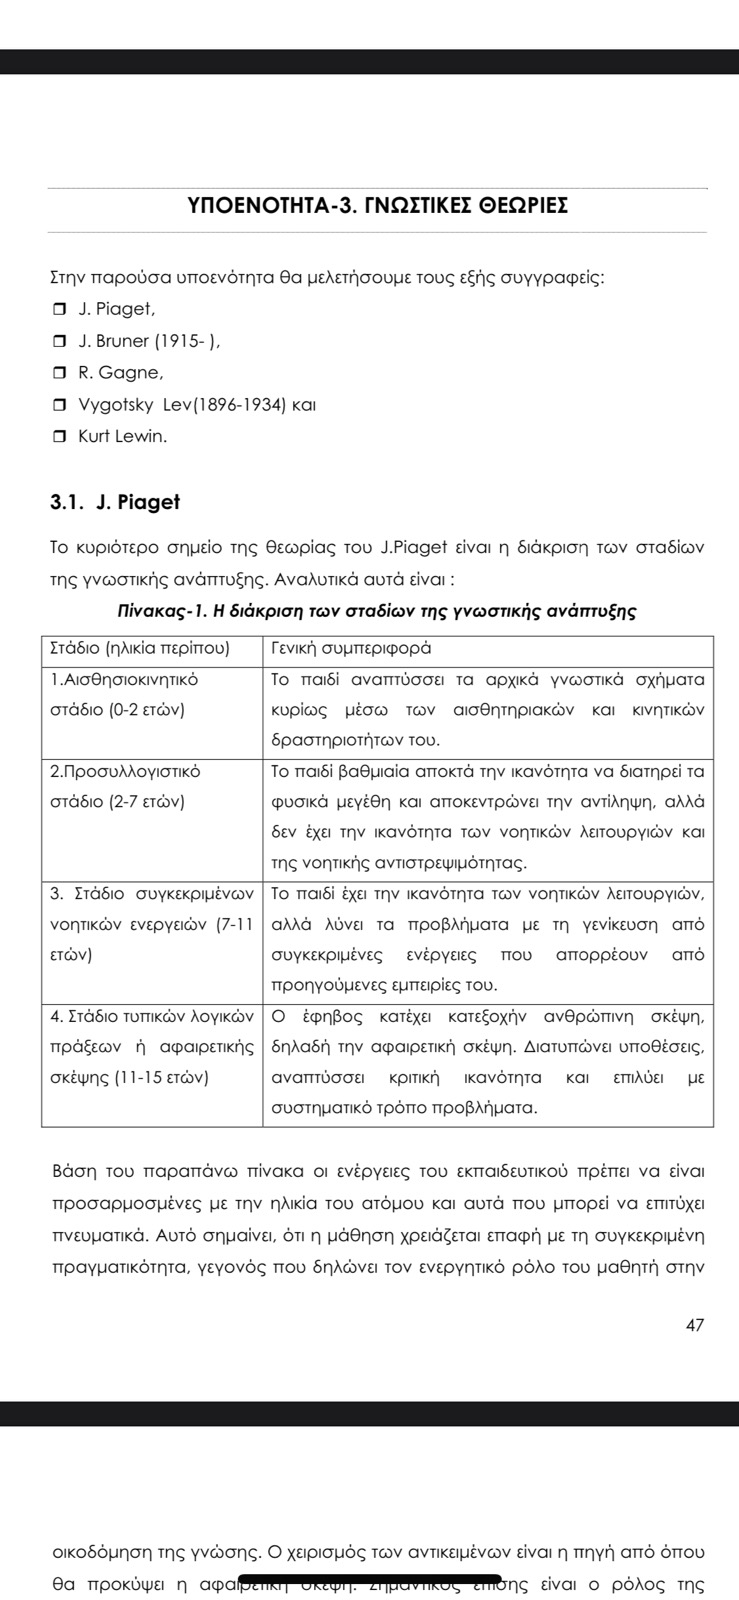 ΥΠΟΕΝΟΤΗΤΑ-3. ΓΝΩΣΤΙΚΕΣ ΘΕΩΡΙΕΣ
Στην παρούσα υποενότητα θα μελετήσουμε τους εξής συγγραφείς:
❒ J. Piaget,
❒ J. Bruner (1915- ),
❒ R. Gagne,
❒ Vygotsky Lev(1896-1934) και
❒ Kurt Lewin.
3.1. J. Piaget
Το κυριότερο σημείο της θεωρίας του J.Piaget είναι η διάκριση των σταδίων
της γνωστικής ανάπτυξης. Αναλυτικά αυτά είναι :
Πίνακας-1. Η διάκριση των σταδίων της γνωστικής ανάπτυξης
Στάδιο (ηλικία περίπου)
Γενική συμπεριφορά
1.Αισθησιοκινητικό
στάδιο (0-2 ετών)
Το παιδί αναπτύσσει τα αρχικά γνωστικά σχήματα
κυρίως μέσω των αισθητηριακών και κινητικών
δραστηριοτήτων του.
2.Προσυλλογιστικό
στάδιο (2-7 ετών)
Το παιδί βαθμιαία αποκτά την ικανότητα να διατηρεί τα
φυσικά μεγέθη και αποκεντρώνει την αντίληψη, αλλά
δεν έχει την ικανότητα των νοητικών λειτουργιών και
της νοητικής αντιστρεψιμότητας.
3. Στάδιο συγκεκριμένων
νοητικών ενεργειών (7-11
ετών)
Το παιδί έχει την ικανότητα των νοητικών λειτουργιών,
αλλά λύνει τα προβλήματα με τη γενίκευση από
συγκεκριμένες ενέργειες που απορρέουν από
προηγούμενες εμπειρίες του.
4. Στάδιο τυπικών λογικών
πράξεων ή αφαιρετικής
σκέψης (11-15 ετών)
Ο έφηβος κατέχει κατεξοχήν ανθρώπινη σκέψη,
δηλαδή την αφαιρετική σκέψη. Διατυπώνει υποθέσεις,
αναπτύσσει κριτική ικανότητα και επιλύει με
συστηματικό τρόπο προβλήματα.
Βάση του παραπάνω πίνακα οι ενέργειες του εκπαιδευτικού πρέπει να είναι
προσαρμοσμένες με την ηλικία του ατόμου και αυτά που μπορεί να επιτύχει
πνευματικά. Αυτό σημαίνει, ότι η μάθηση χρειάζεται επαφή με τη συγκεκριμένη
πραγματικότητα, γεγονός που δηλώνει τον ενεργητικό ρόλο του μαθητή στην
47
οικοδόμηση της γνώσης. Ο χειρισμός των αντικειμένων είναι η πηγή από όπου
θα προκύψει η είναι ο ρόλος της